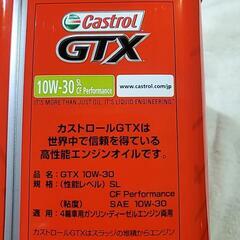 Castrol
GTX
10W-30 SL
CF Performance
www.castrol.com/jp
IT'S MORE THAN JUST OIL. IT'S LIQUID ENGINEERING.
カストロールGTXは
世界中で信頼を得ている
高性能エンジンオイルです。
品名：GTX 10W-30
規格：（性能レベル）SL
CF Performance
（粘度） SAE 10W-30
適用：4輪車用ガソリン・ディーゼルエンジン両用
カストロールGTXはスラッジの堆積からエンジン